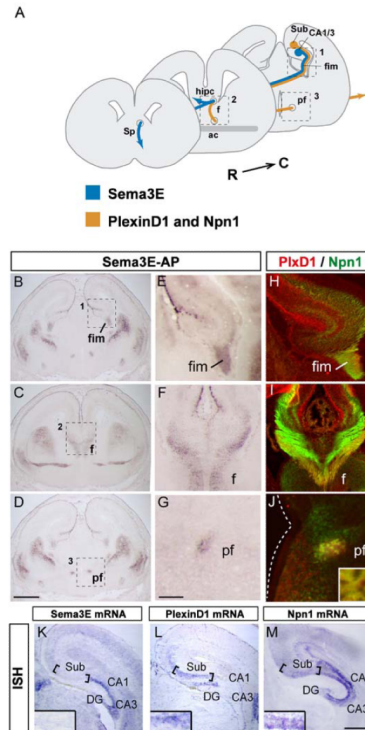 A
Sub
CA1/3
1
fim
hipc
2
f
3
pf
Sp
ac
R → C
Sema3E
PlexinD1 and Npn1
Sema3E-AP
PlxD1 / Npn1
B
1
fim
E
fim
H
fim
C
2
f
F
f
I
f
D
3
pf
G
pf
J
pf
Sema3E mRNA
PlexinD1 mRNA
Npn1 mRNA
ISH
K
Sub
CA1
DG
CA3
L
Sub
CA1
DG
CA3
M
Sub
CA1
DG
CA3